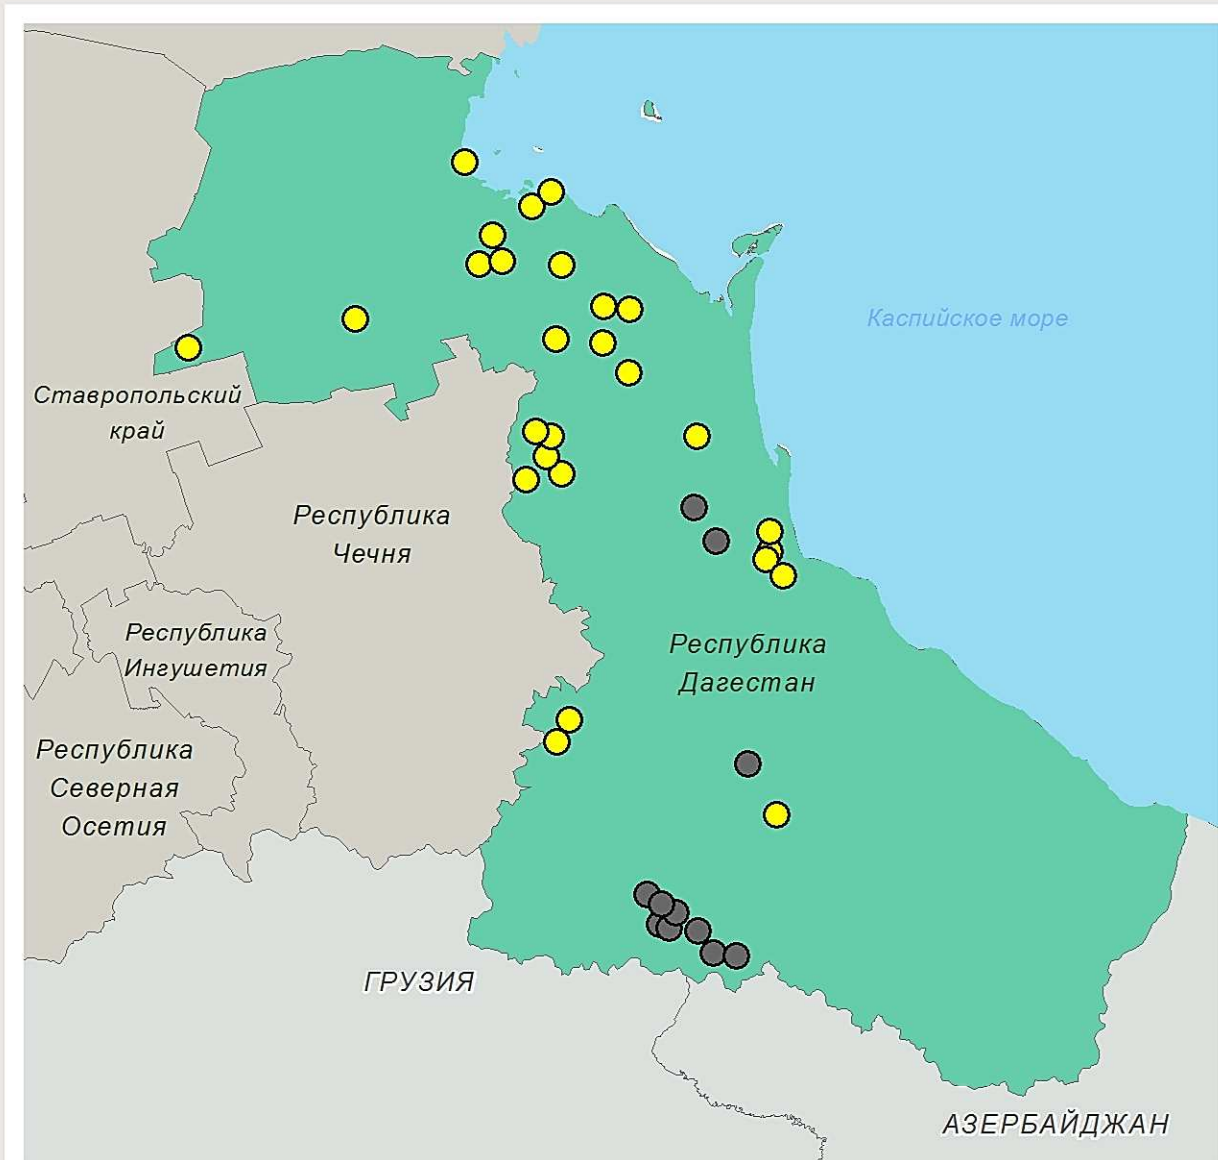 Каспийское море
Ставропольский
край
Республика
Чечня
Республика
Ингушетия
Республика
Дагестан
Республика
Северная
Осетия
ГРУЗИЯ
АЗЕРБАЙДЖАН